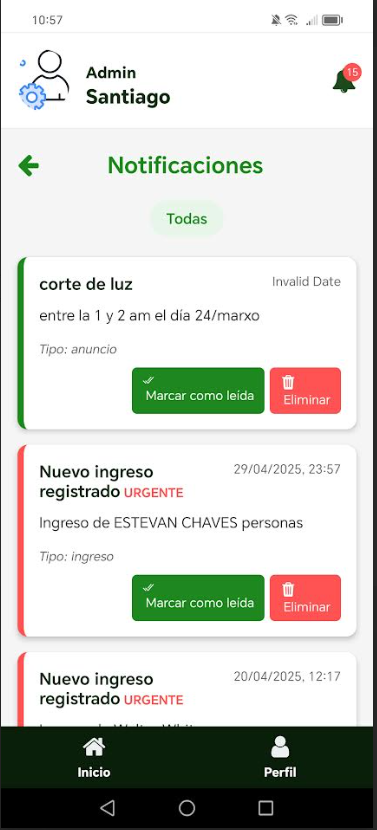 10:57
15
Admin
Santiago
Notificaciones
Todas
corte de luz
Invalid Date
entre la 1 y 2 am el día 24/marxo
Tipo: anuncio
Marcar como leída
Eliminar
Nuevo ingreso
29/04/2025, 23:57
registrado URGENTE
Ingreso de ESTEVAN CHAVES personas
Tipo: ingreso
Marcar como leída
Eliminar
Nuevo ingreso
20/04/2025, 12:17
registrado URGENTE
Inicio
Perfil